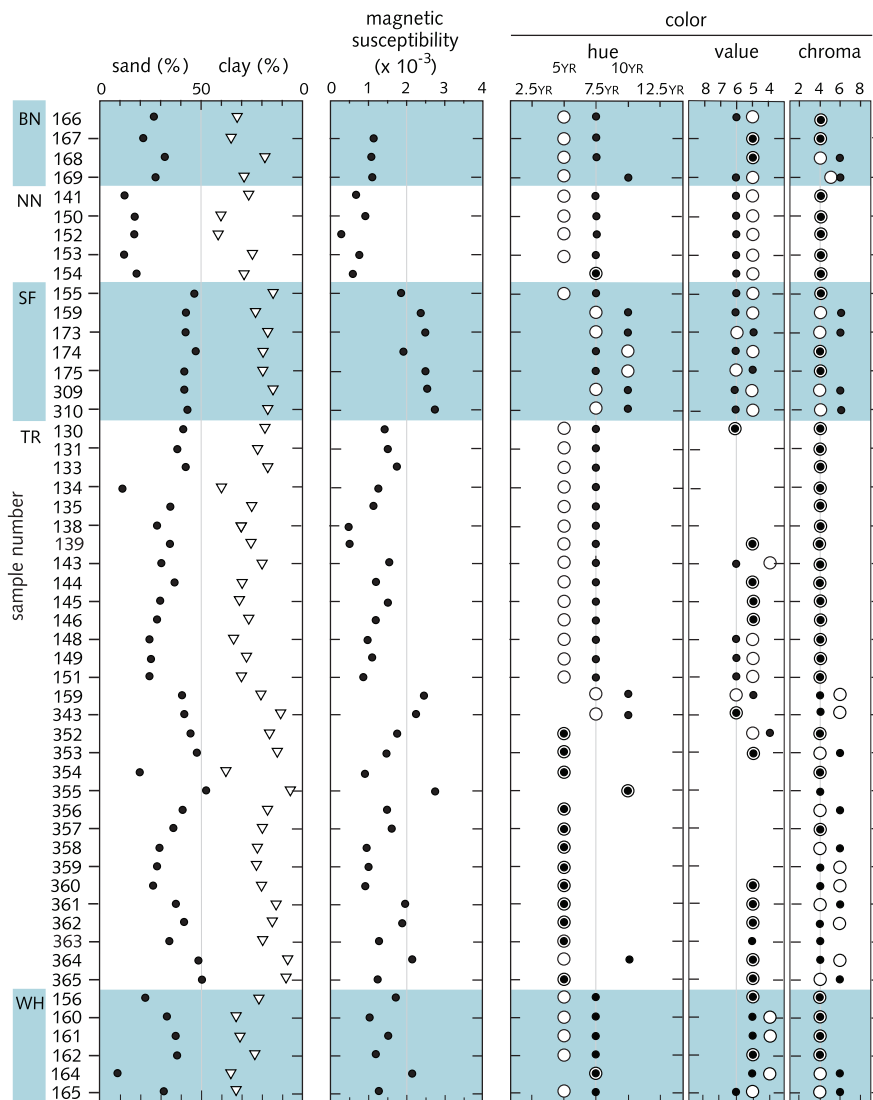 color
magnetic
susceptibility
(x 10-3)
sand (%) clay (%) hue value chroma
5YR 10YR
2.5YR 7.5YR 12.5YR
0 50 0
0 1 2 3 4
8 7 6 5 4
2 4 6 8
sample number
BN 166
167
168
169
NN 141
150
152
153
154
SF 155
159
173
174
175
309
310
TR 130
131
133
134
135
138
139
143
144
145
146
148
149
151
159
343
352
353
354
355
356
357
358
359
360
361
362
363
364
365
WH 156
160
161
162
164
165